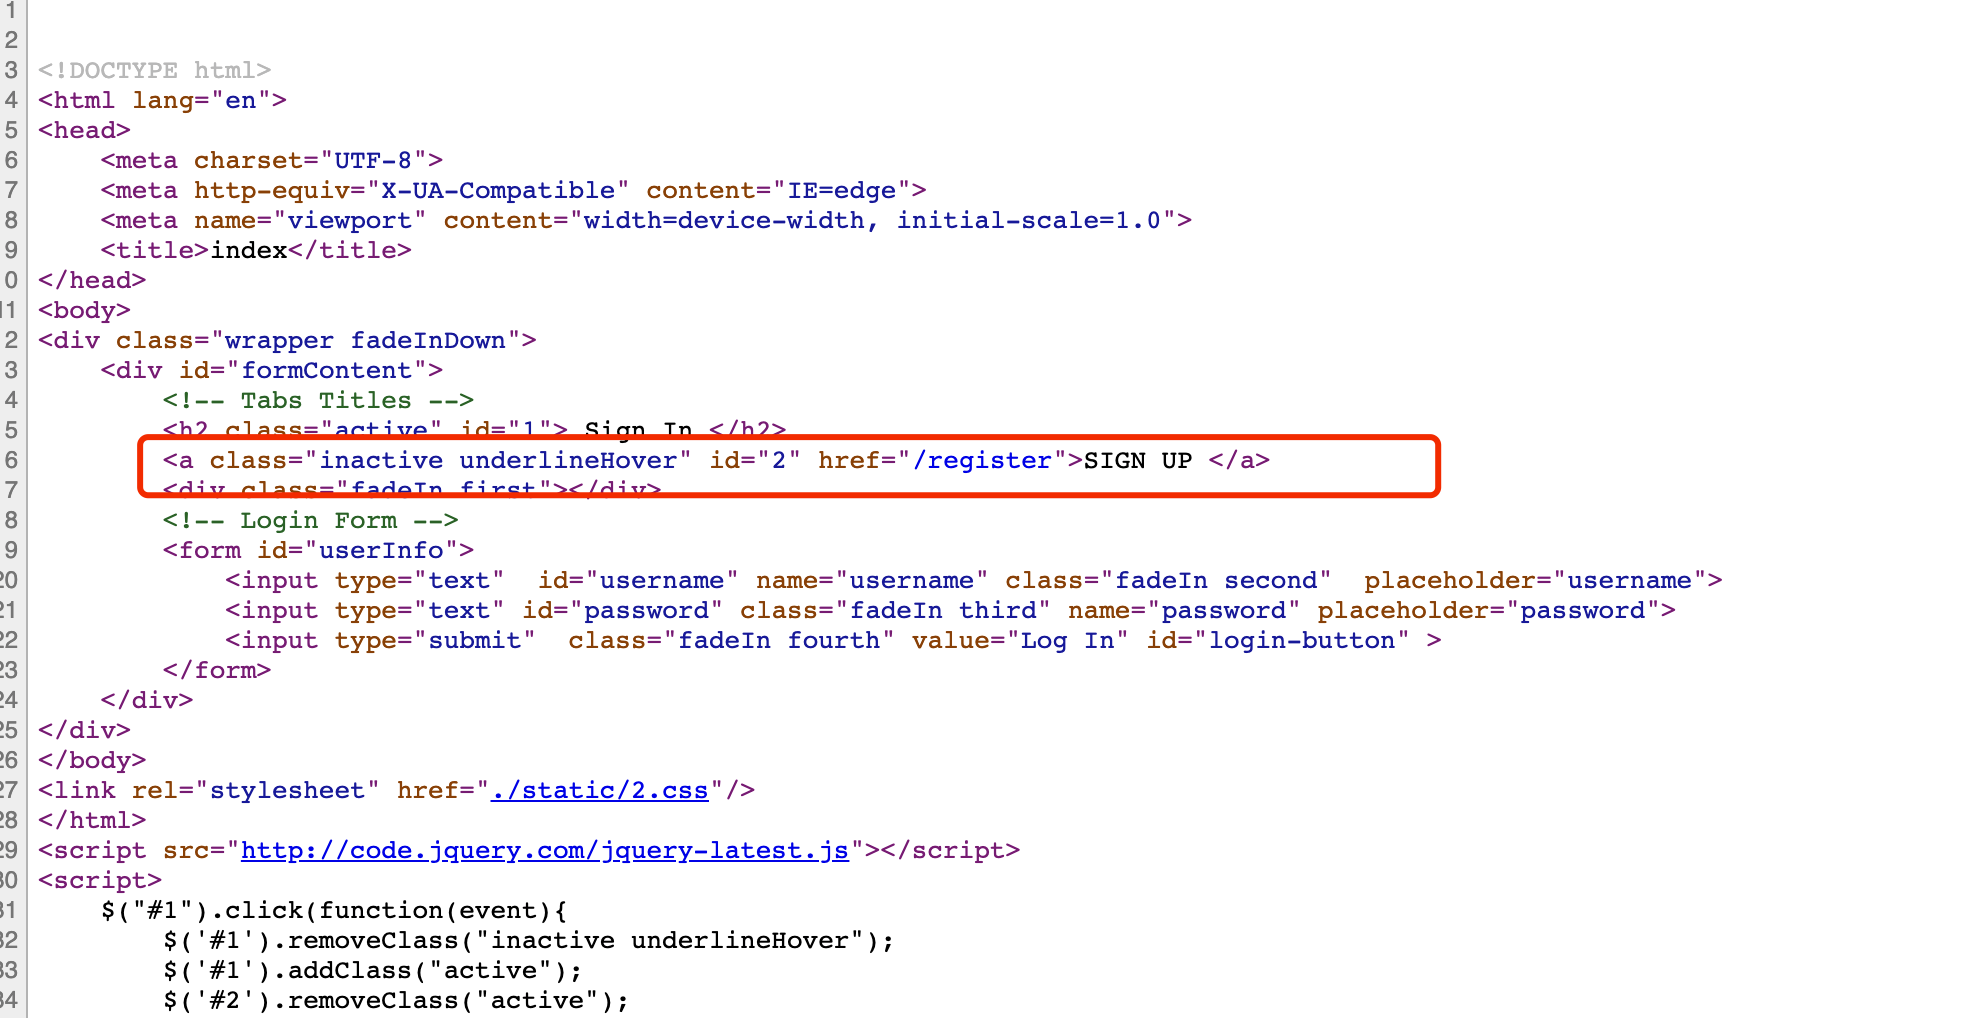 1
2
3 <!DOCTYPE html>
4 <html lang="en">
5 <head>
6     <meta charset="UTF-8">
7     <meta http-equiv="X-UA-Compatible" content="IE=edge">
8     <meta name="viewport" content="width=device-width, initial-scale=1.0">
9     <title>index</title>
0 </head>
11 <body>
2 <div class="wrapper fadeInDown">
3     <div id="formContent">
4         <!-- Tabs Titles -->
5         <h2 class="active" id="1"> Sign In </h2>
6         <a class="inactive underlineHover" id="2" href="/register">SIGN UP </a>
7         <div class="fadeIn first"></div>
8         <!-- Login Form -->
9         <form id="userInfo">
20             <input type="text"  id="username" name="username" class="fadeIn second"  placeholder="username">
21             <input type="text" id="password" class="fadeIn third" name="password" placeholder="password">
22             <input type="submit"  class="fadeIn fourth" value="Log In" id="login-button" >
23         </form>
24     </div>
25 </div>
26 </body>
27 <link rel="stylesheet" href="./static/2.css"/>
28 </html>
29 <script src="http://code.jquery.com/jquery-latest.js"></script>
30 <script>
31     $("#1").click(function(event){
32         $('#1').removeClass("inactive underlineHover");
33         $('#1').addClass("active");
34         $('#2').removeClass("active");